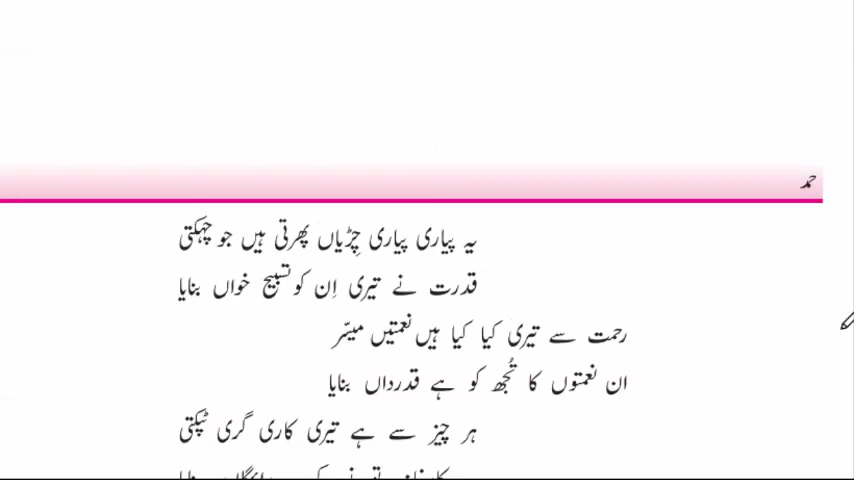 حمد
یہ پیاری پیاری چِڑیاں پھرتی ہیں جو چہکتی
قدرت نے تیری اِن کو تسبیح خواں بنایا
رحمت سے تیری کیا کیا ہیں نعمتیں میسّر
ان نعمتوں کا تُجھ کو ہے قدرداں بنایا
ہر چیز سے ہے تیری کاری گری ٹپکتی